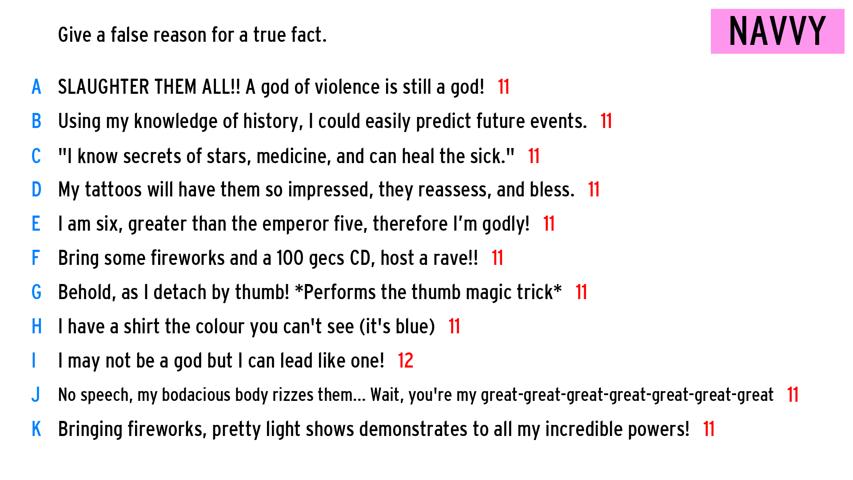 Give a false reason for a true fact.
NAVVY
A SLAUGHTER THEM ALL!! A god of violence is still a god! 11
B Using my knowledge of history, I could easily predict future events. 11
C "I know secrets of stars, medicine, and can heal the sick." 11
D My tattoos will have them so impressed, they reassess, and bless. 11
E I am six, greater than the emperor five, therefore I'm godly! 11
F Bring some fireworks and a 100 gecs CD, host a rave!! 11
G Behold, as I detach by thumb! *Performs the thumb magic trick* 11
H I have a shirt the colour you can't see (it's blue) 11
I I may not be a god but I can lead like one! 12
J No speech, my bodacious body rizzes them... Wait, you're my great-great-great-great-great-great-great 11
K Bringing fireworks, pretty light shows demonstrates to all my incredible powers! 11